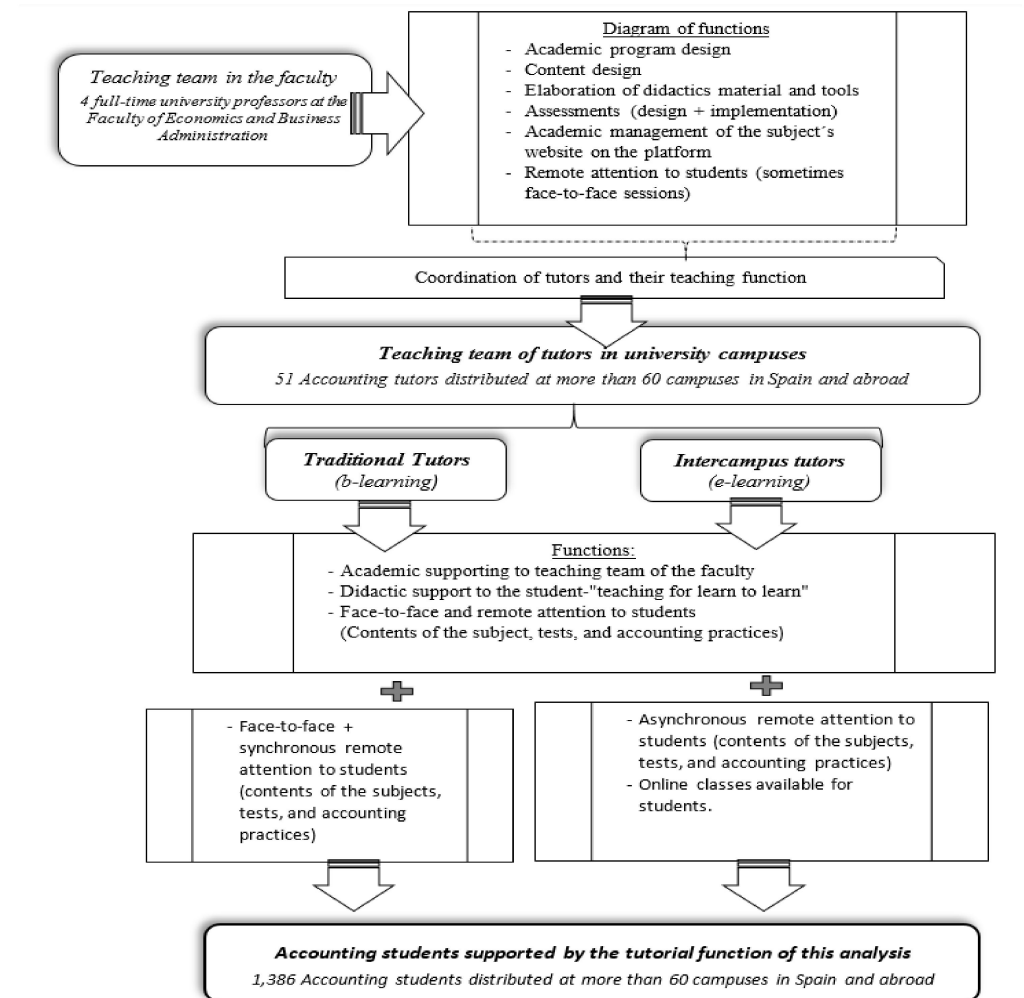 Diagram of functions
- Academic program design
- Content design
- Elaboration of didactics material and tools
- Assessments (design + implementation)
- Academic management of the subject´s
website on the platform
- Remote attention to students (sometimes
face-to-face sessions)
Teaching team in the faculty
4 full-time university professors at the
Faculty of Economics and Business
Administration
Coordination of tutors and their teaching function
Teaching team of tutors in university campuses
51 Accounting tutors distributed at more than 60 campuses in Spain and abroad
Traditional Tutors
(b-learning)
Intercampus tutors
(e-learning)
Functions:
- Academic supporting to teaching team of the faculty
- Didactic support to the student-"teaching for learn to learn"
- Face-to-face and remote attention to students
(Contents of the subject, tests, and accounting practices)
- Face-to-face +
synchronous remote
attention to students
(contents of the subjects,
tests, and accounting
practices)
- Asynchronous remote attention to
students (contents of the subjects,
tests, and accounting practices)
- Online classes available for
students.
Accounting students supported by the tutorial function of this analysis
1,386 Accounting students distributed at more than 60 campuses in Spain and abroad